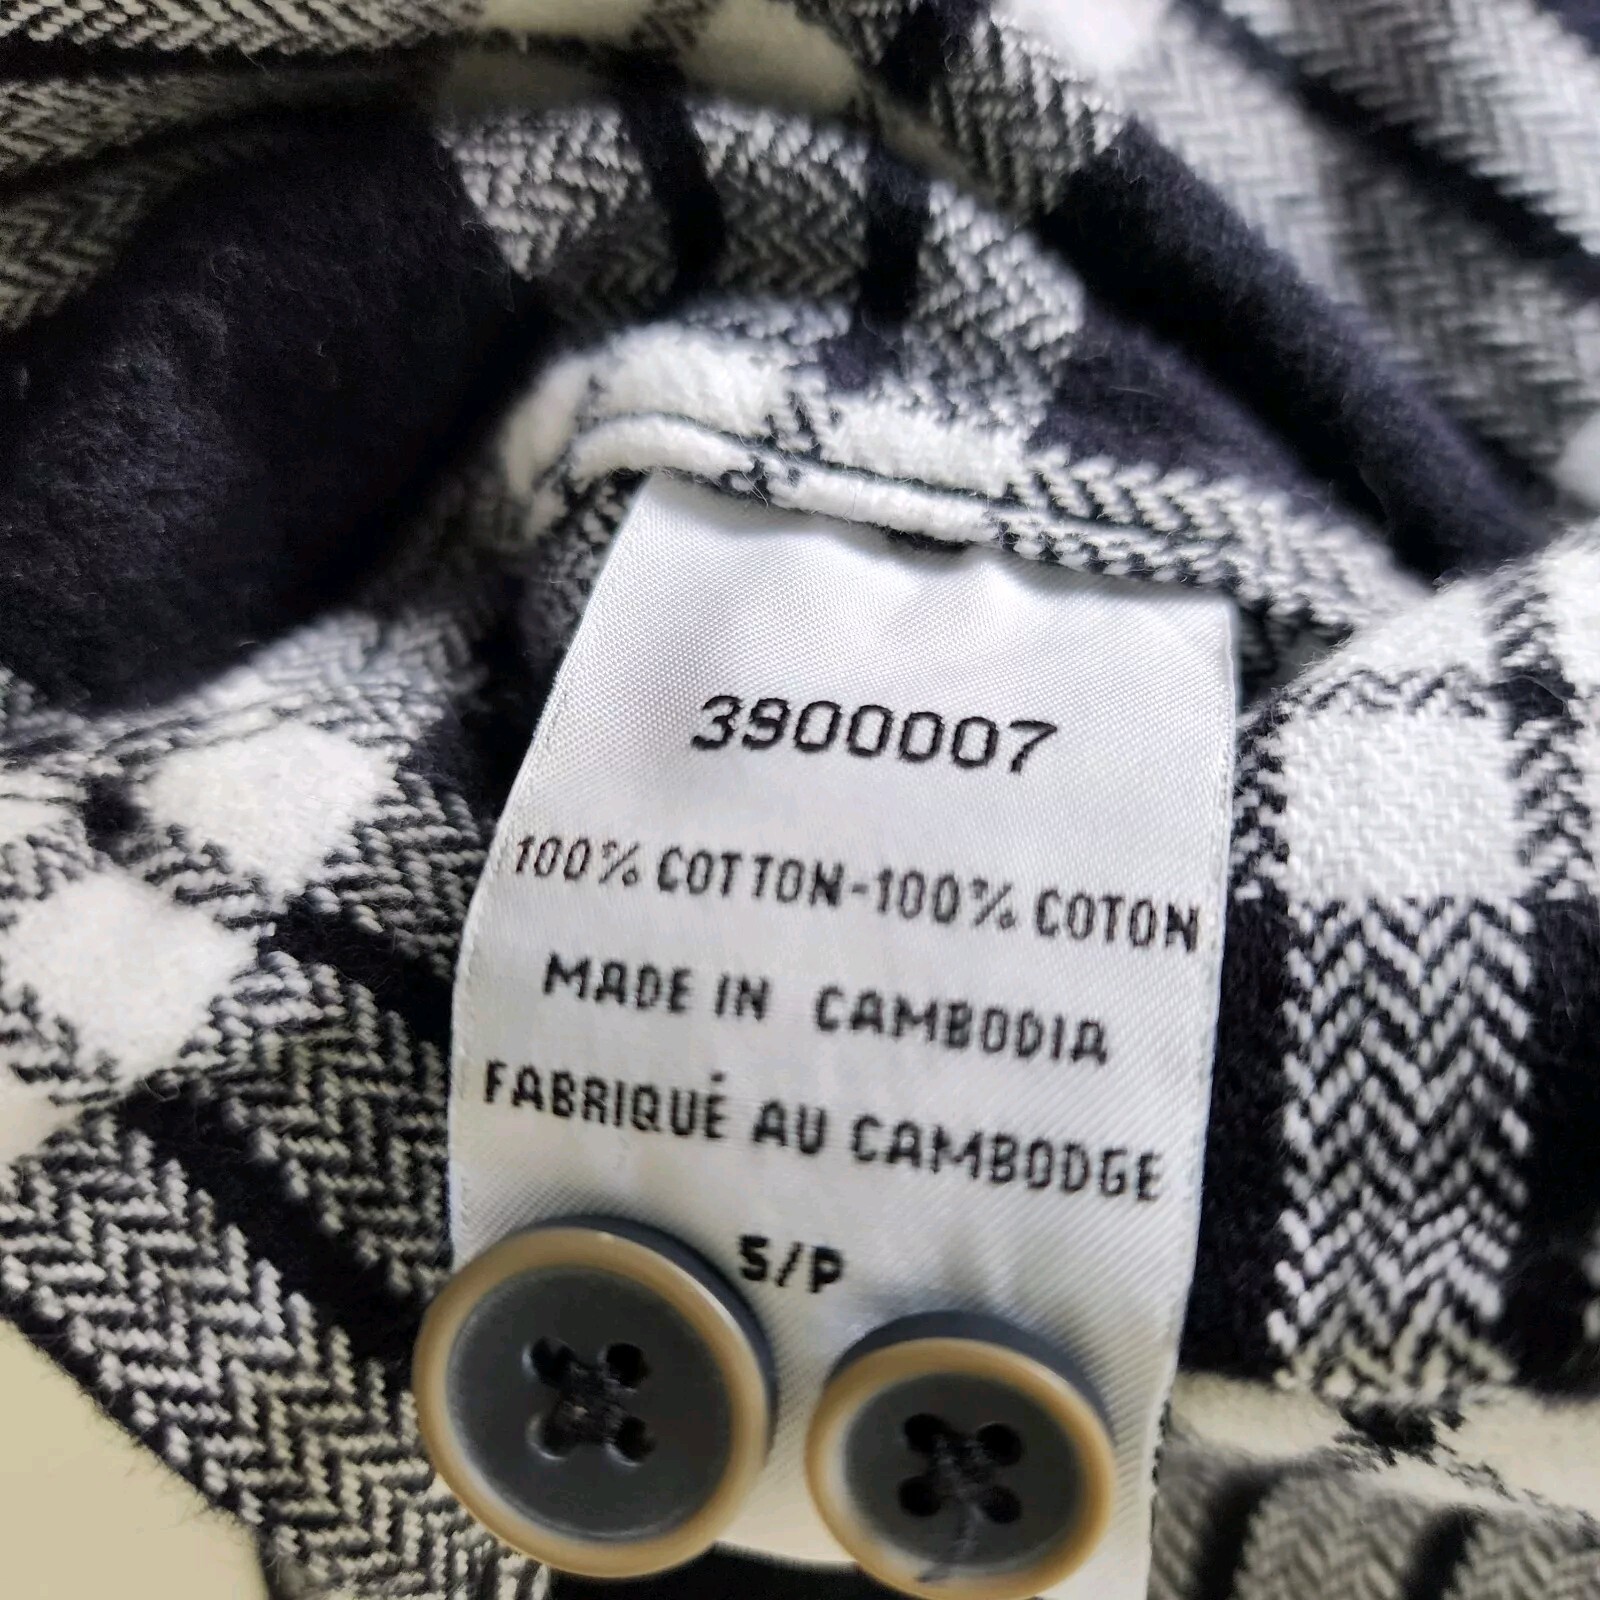 3900007
100% COTTON-100% COTON
MADE IN CAMBODIA
FABRIQUÉ AU CAMBODGE
S/P